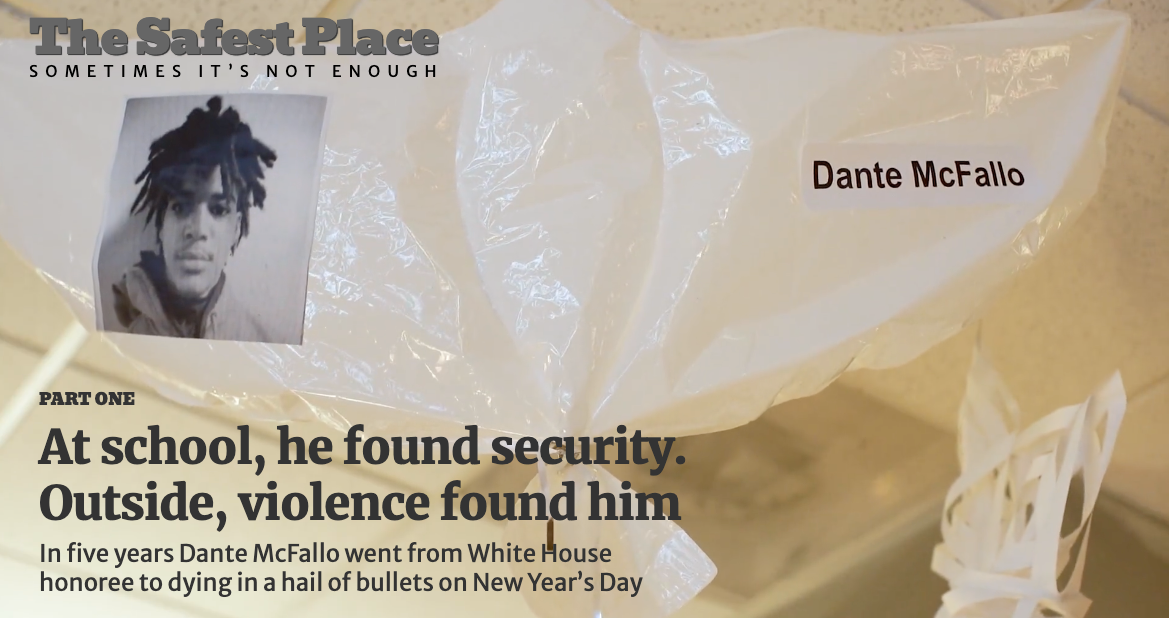 The Safest Place
SOMETIMES IT’S NOT ENOUGH
Dante McFallo
PART ONE
At school, he found security.
Outside, violence found him
In five years Dante McFallo went from White House
honoree to dying in a hail of bullets on New Year’s Day